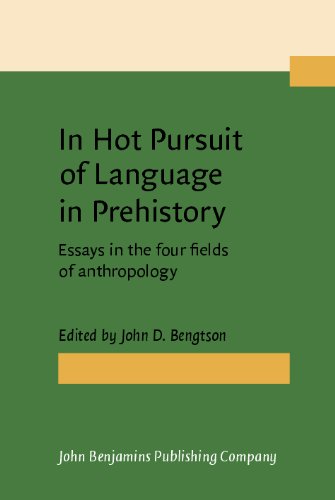 In Hot Pursuit
of Language
in Prehistory
Essays in the four fields
of anthropology
Edited by John D. Bengtson
John Benjamins Publishing Company